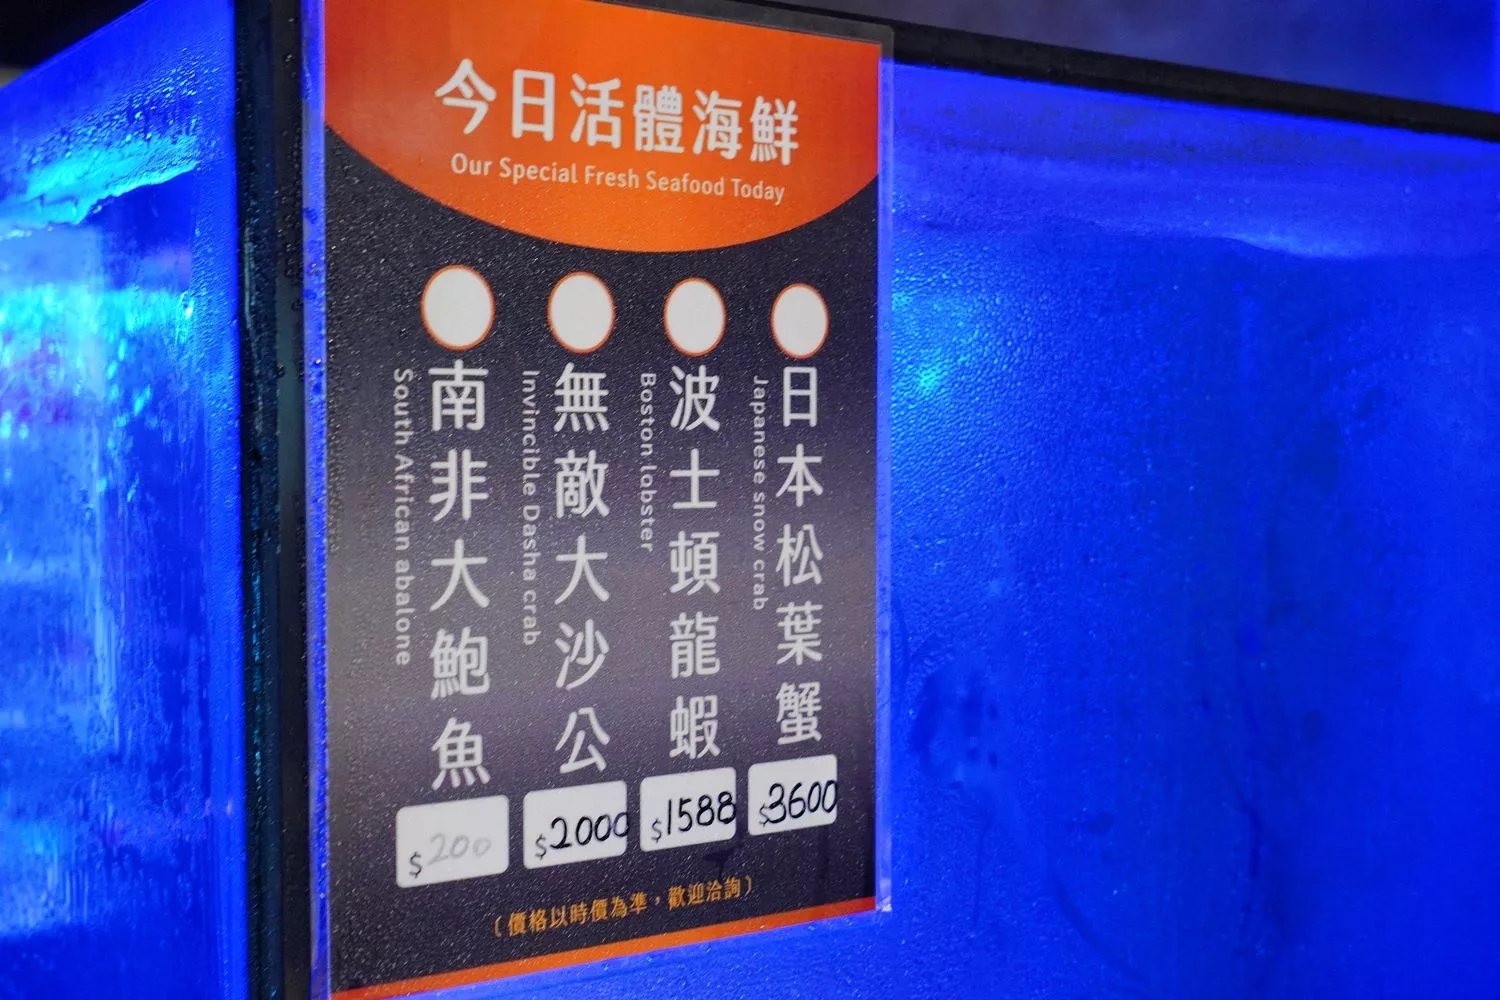 今日活體海鮮
Our Special Fresh Seafood Today
日本松葉蟹
Japanese snow crab
$3600
波士頓龍蝦
Boston lobster
$1588
無敵大沙公
Invincible Dasha crab
$2000
南非大鮑魚
South African abalone
$200
〔價格以時價為準，歡迎洽詢〕